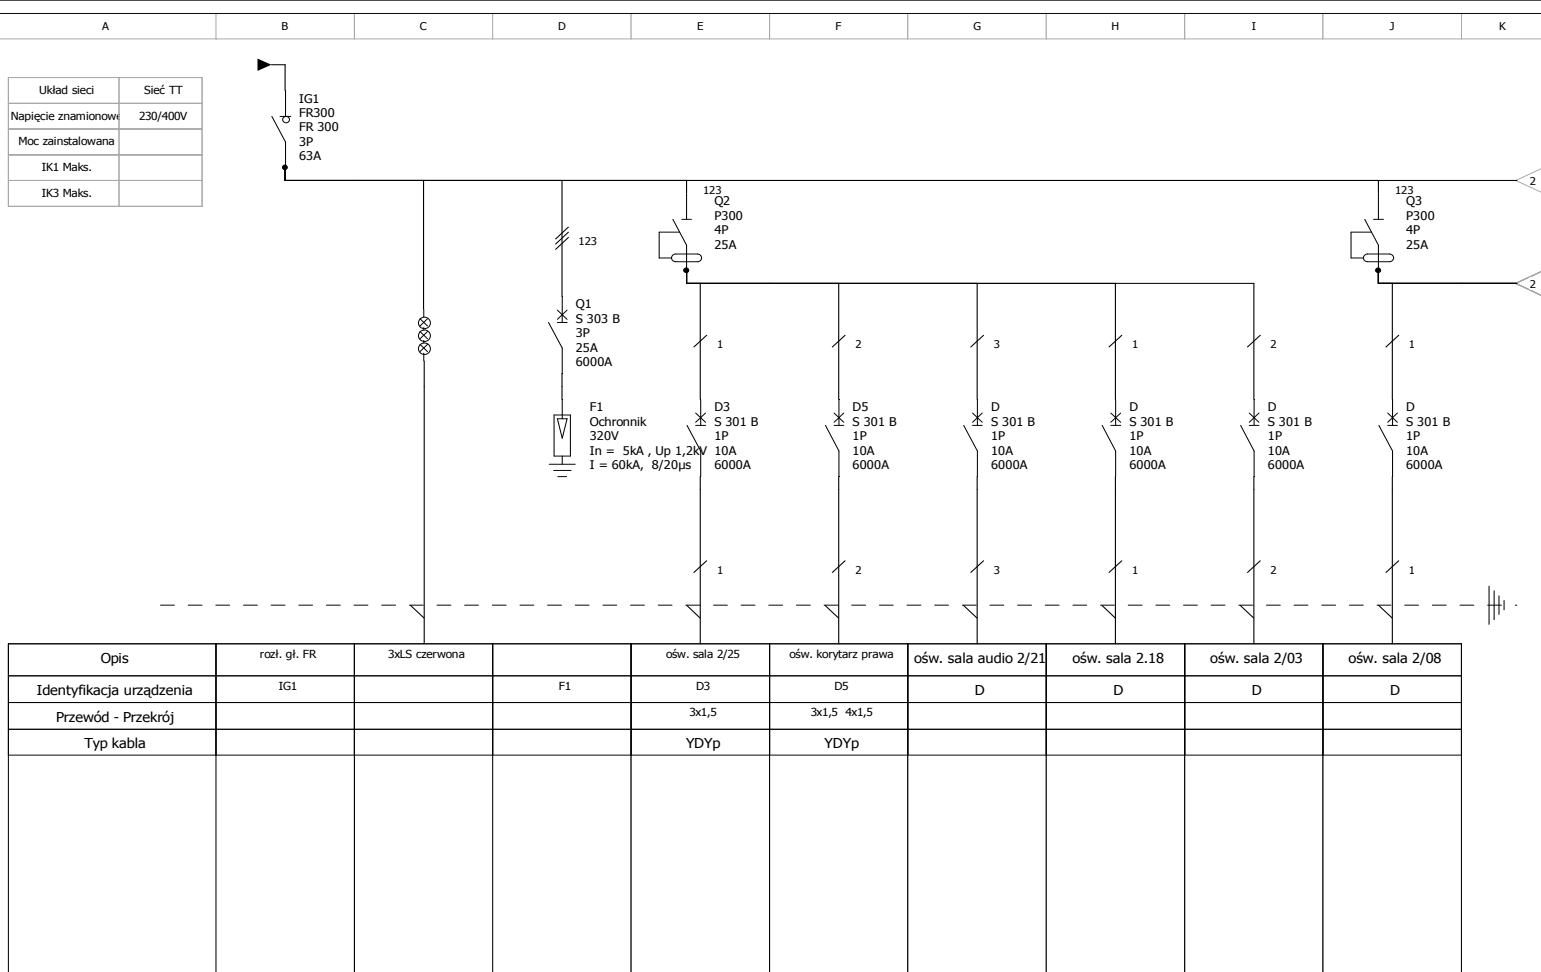 A B C D E F G H I J K
Układ sieci Sieć TT
Napięcie znamionowe 230/400V
Moc zainstalowana
IK1 Maks.
IK3 Maks.
IG1
FR300
FR 300
3P
63A
123
Q1
S 303 B
3P
25A
6000A
F1
Ochronnik
320V
In = 5kA , Up 1,2kV
I = 60kA, 8/20µs
123
Q2
P300
4P
25A
123
Q3
P300
4P
25A
2
2
1 2 3 1 2 1
D3
S 301 B
1P
10A
6000A
D5
S 301 B
1P
10A
6000A
D
S 301 B
1P
10A
6000A
D
S 301 B
1P
10A
6000A
D
S 301 B
1P
10A
6000A
D
S 301 B
1P
10A
6000A
1 2 3 1 2 1
Opis rozł. gł. FR 3xLS czerwona ośw. sala 2/25 ośw. korytarz prawa ośw. sala audio 2/21 ośw. sala 2.18 ośw. sala 2/03 ośw. sala 2/08
Identyfikacja urządzenia IG1 F1 D3 D5 D D D D
Przewód - Przekrój 3x1,5 3x1,5 4x1,5
Typ kabla YDYp YDYp